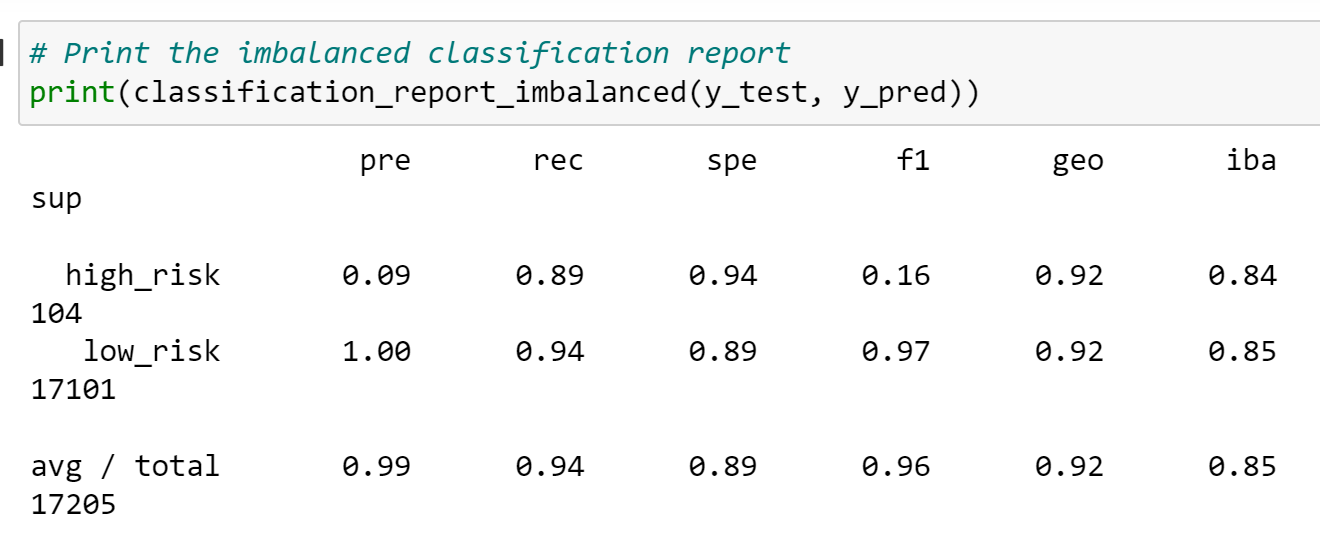 # Print the imbalanced classification report
print(classification_report_imbalanced(y_test, y_pred))
pre rec spe f1 geo iba
sup
high_risk 0.09 0.89 0.94 0.16 0.92 0.84
104
low_risk 1.00 0.94 0.89 0.97 0.92 0.85
17101
avg / total 0.99 0.94 0.89 0.96 0.92 0.85
17205